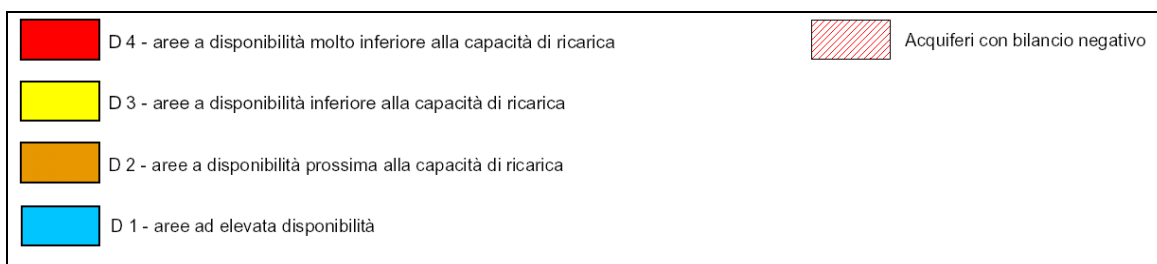 D 4 - aree a disponibilità molto inferiore alla capacità di ricarica
Acquiferi con bilancio negativo
D 3 - aree a disponibilità inferiore alla capacità di ricarica
D 2 - aree a disponibilità prossima alla capacità di ricarica
D 1 - aree ad elevata disponibilità